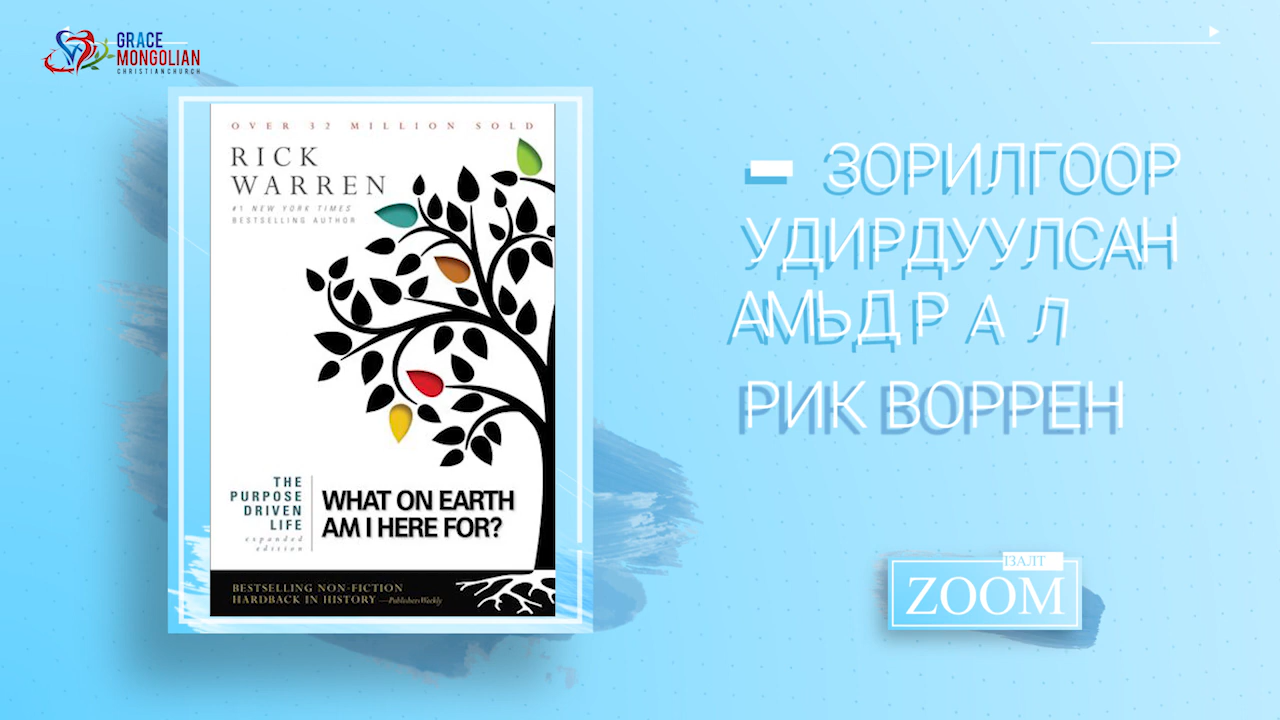 GRACE
MONGOLIAN
CHRISTIAN CHURCH
OVER 32 MILLION SOLD
RICK
WARREN
#1 NEW YORK TIMES
BESTSELLING AUTHOR
THE
PURPOSE
DRIVEN
LIFE
expanded
edition
WHAT ON EARTH
AM I HERE FOR?
BESTSELLING NON-FICTION
HARDBACK IN HISTORY —Publishers Weekly
ЗОРИЛГООР
УДИРДУУЛСАН
АМЬДРАЛ
РИК ВОРРЕН
ZOOM